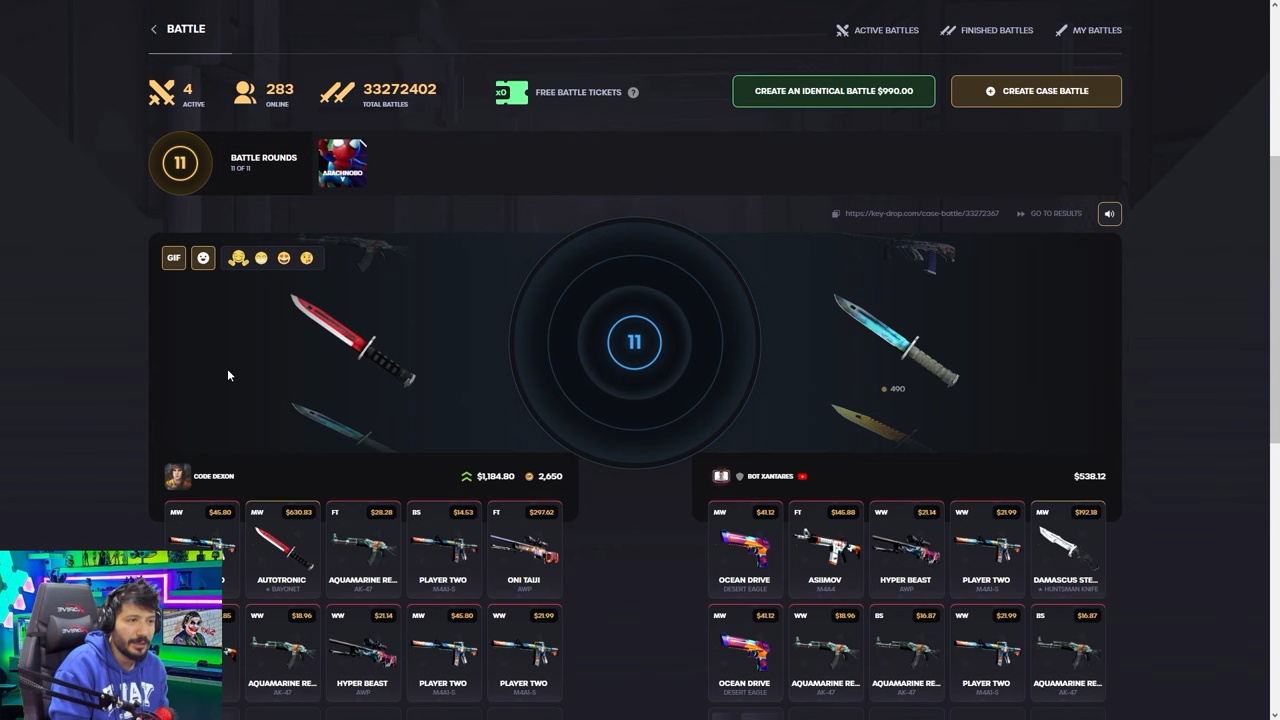 BATTLE
ACTIVE BATTLES
FINISHED BATTLES
MY BATTLES
4
ACTIVE
283
ONLINE
33272402
TOTAL BATTLES
x0
FREE BATTLE TICKETS ?
CREATE AN IDENTICAL BATTLE $990.00
CREATE CASE BATTLE
11
BATTLE ROUNDS
11 OF 11
ARACHNOBO
Y
https://key-drop.com/case-battle/33272367
GO TO RESULTS
GIF
11
490
CODE DEXON
$1,184.80
2,650
BOT XANTARES
$538.12
MW $45.80
MW $630.83
AUTOTRONIC
★ BAYONET
FT $28.28
AQUAMARINE RE...
AK-47
BS $14.53
PLAYER TWO
M4A1-S
FT $297.62
ONI TAIJI
AWP
MW $41.12
OCEAN DRIVE
DESERT EAGLE
FT $145.88
ASIIMOV
M4A4
WW $21.14
HYPER BEAST
AWP
WW $21.99
PLAYER TWO
M4A1-S
MW $192.18
DAMASCUS STE...
★ HUNTSMAN KNIFE
WW $18.96
AQUAMARINE RE...
AK-47
WW $21.14
HYPER BEAST
AWP
MW $45.80
PLAYER TWO
M4A1-S
WW $21.99
PLAYER TWO
M4A1-S
MW $41.12
OCEAN DRIVE
DESERT EAGLE
WW $18.96
AQUAMARINE RE...
AK-47
BS $16.87
AQUAMARINE RE...
AK-47
WW $21.99
PLAYER TWO
M4A1-S
BS $16.87
AQUAMARINE RE...
AK-47